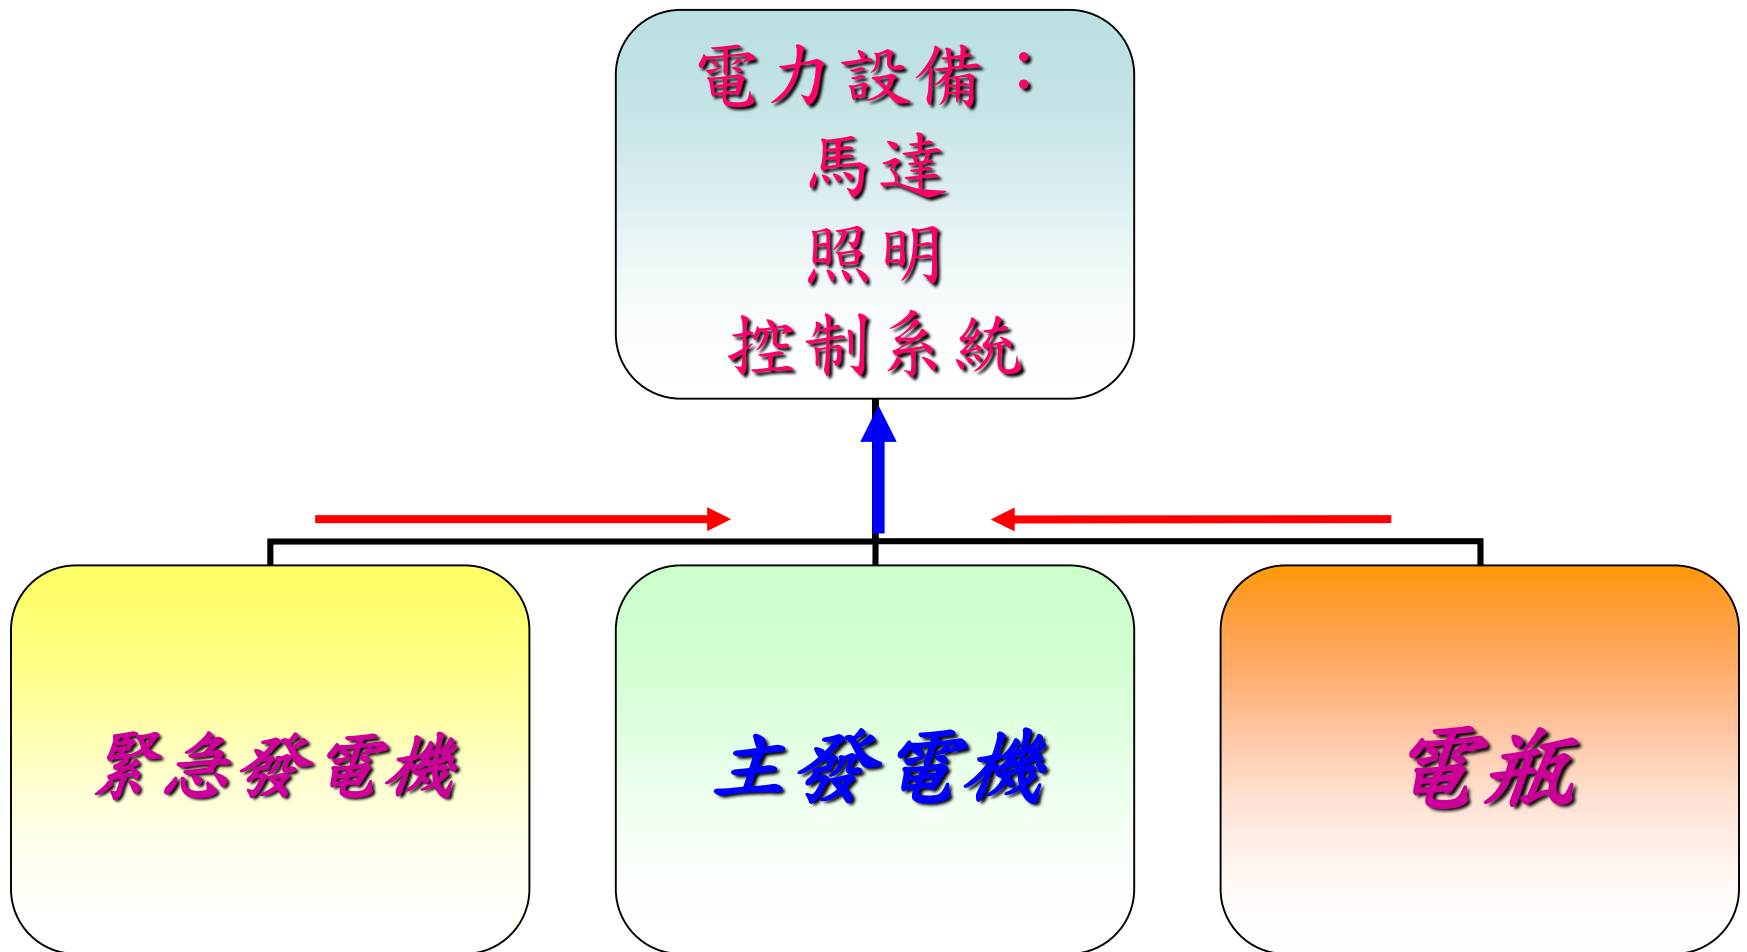 電力設備：
馬達
照明
控制系統
緊急發電機
主發電機
電瓶